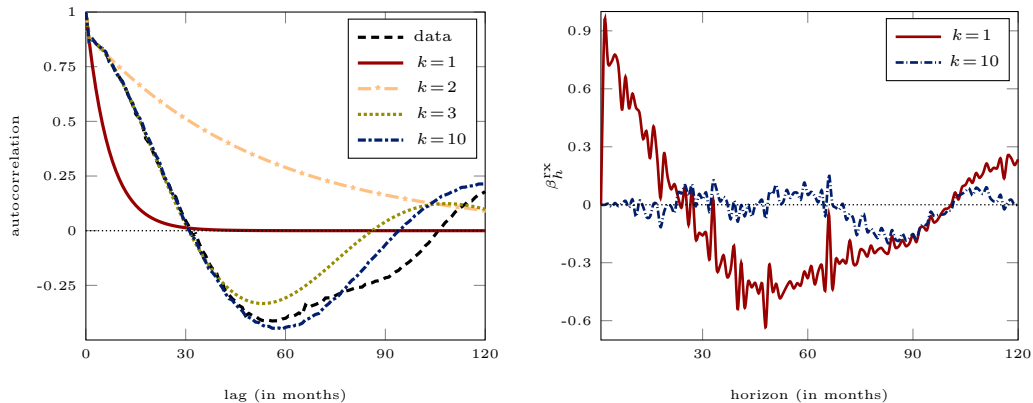 1
0.75
0.5
0.25
0
-0.25
0
30
60
90
120
autocorrelation
lag (in months)
data
k = 1
k = 2
k = 3
k = 10
0.9
0.6
0.3
0
-0.3
-0.6
30
60
90
120
β_h^rx
horizon (in months)
k = 1
k = 10